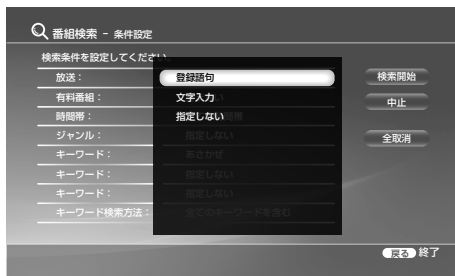 番組検索 - 条件設定
検索条件を設定してください。
放送：
登録語句
検索開始
有料番組：
文字入力
中止
時間帯：
指定しない
ジャンル：
指定しない
全取消
キーワード：
おさかぜ
キーワード：
指定しない
キーワード：
指定しない
キーワード検索方法：
全てのキーワードを含む
戻る 終了